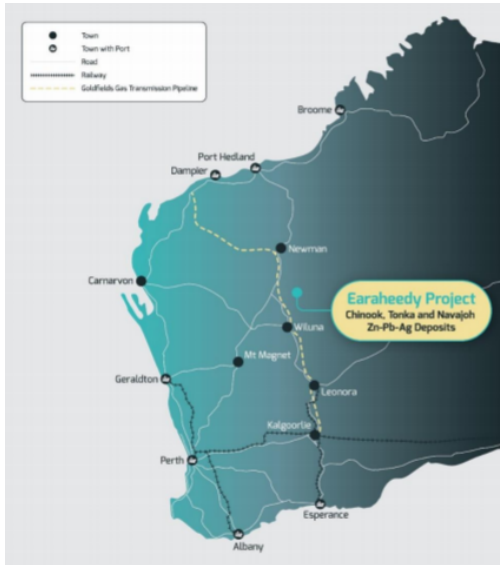 Town
Town with Port
Road
Railway
Goldfields Gas Transmission Pipeline
Broome
Port Hedland
Dampier
Newman
Carnarvon
Earaheedy Project
Chinook, Tonka and Navajoh
Zn-Pb-Ag Deposits
Wiluna
Mt Magnet
Geraldton
Leonora
Kalgoorlie
Perth
Esperance
Albany